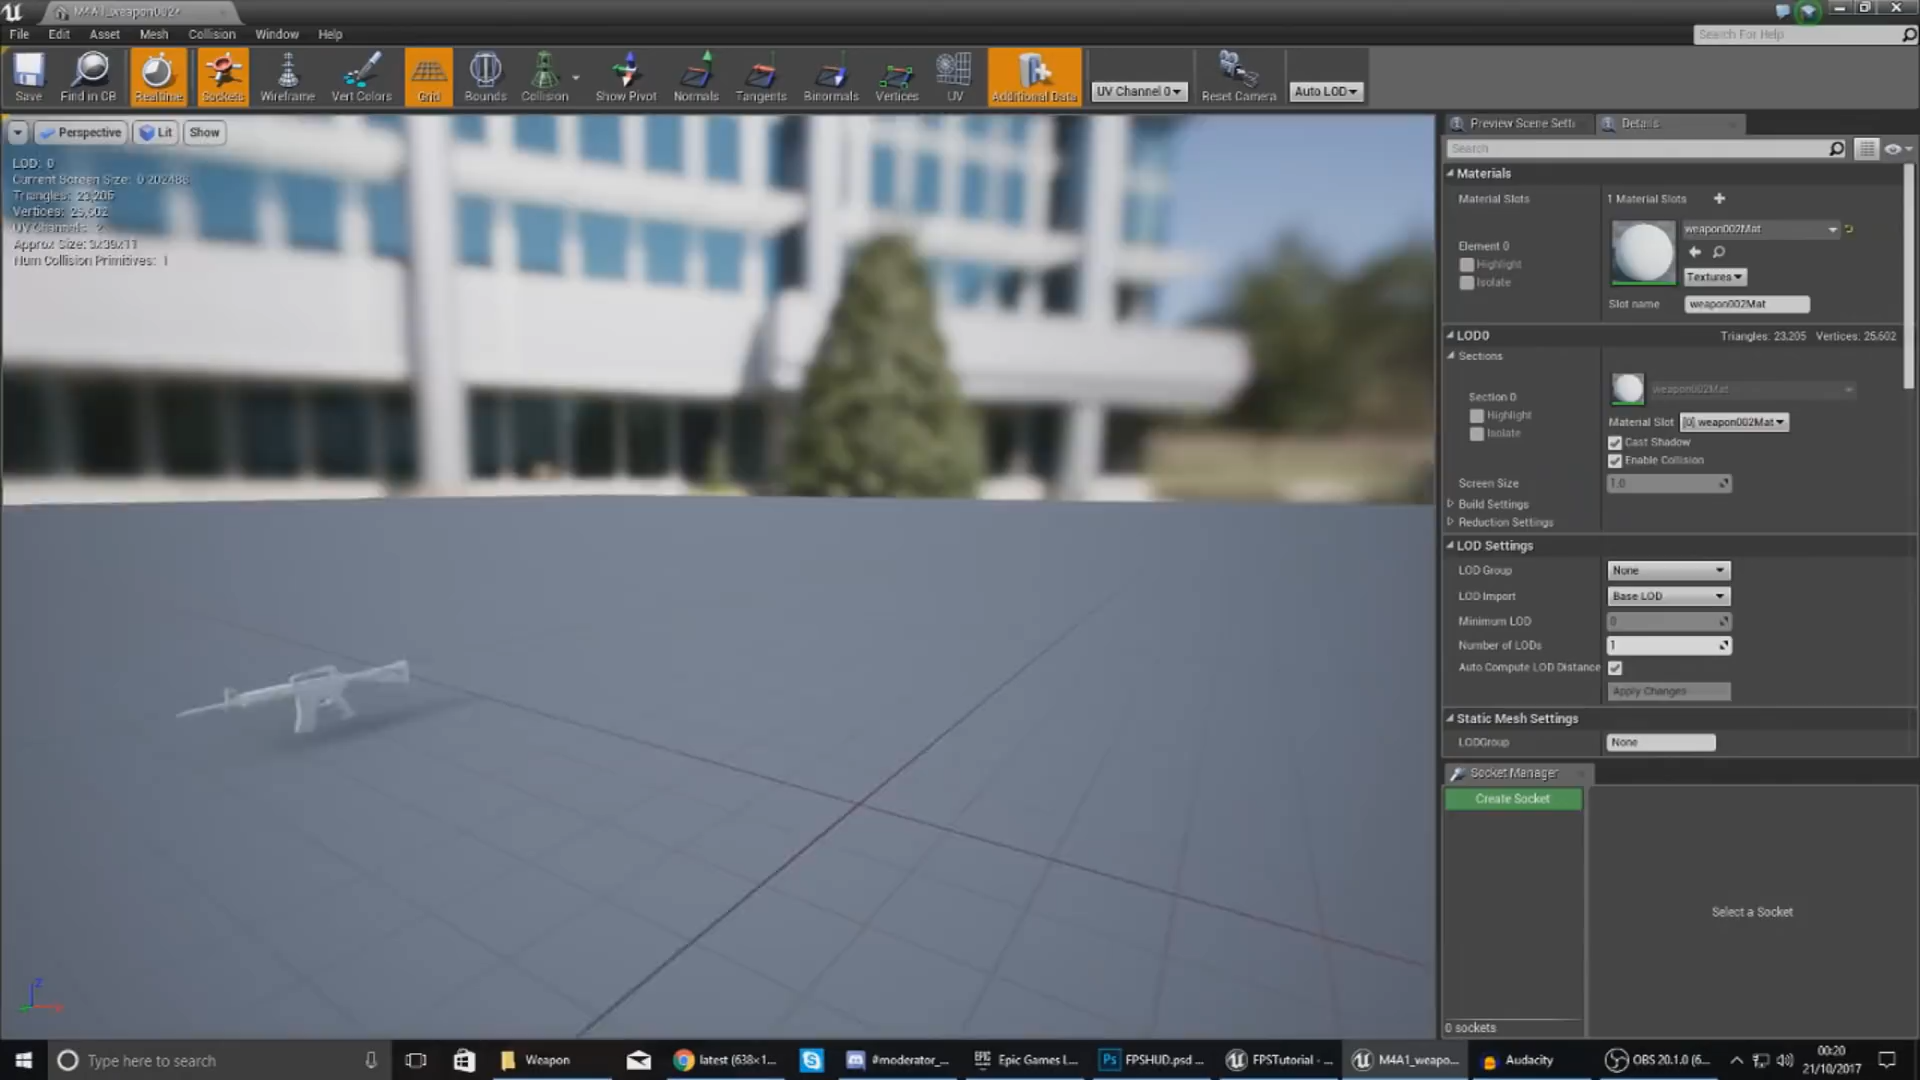 M4A1_weapon002*
File Edit Asset Mesh Collision Window Help
Search For Help
Save Find in CB Realtime Sockets Wireframe Vert Colors Grid Bounds Collision Show Pivot Normals Tangents Binormals Vertices UV Additional Data UV Channel 0 Reset Camera Auto LOD
Perspective Lit Show
LOD: 0
Current Screen Size: 0.202488
Triangles: 23,205
Vertices: 25,602
UV Channels: 2
Approx Size: 3x39x11
Num Collision Primitives: 1
Preview Scene Setti Details
Search
Materials
Material Slots 1 Material Slots
Element 0
Highlight
Isolate
weapon002Mat
Textures
Slot name weapon002Mat
LOD0 Triangles: 23,205 Vertices: 25,602
Sections
Section 0
Highlight
Isolate
weapon002Mat
Material Slot [0] weapon002Mat
Cast Shadow
Enable Collision
Screen Size 1.0
Build Settings
Reduction Settings
LOD Settings
LOD Group None
LOD Import Base LOD
Minimum LOD 0
Number of LODs 1
Auto Compute LOD Distance
Apply Changes
Static Mesh Settings
LODGroup None
Socket Manager
Create Socket
Select a Socket
0 sockets
Z
Type here to search
Weapon
latest (638×1...
#moderator_...
EPIC GAMES
Epic Games L...
Ps
FPSHUD.psd ...
FPSTutorial - ...
M4A1_weapo...
Audacity
OBS 20.1.0 (6...
00:20
21/10/2017